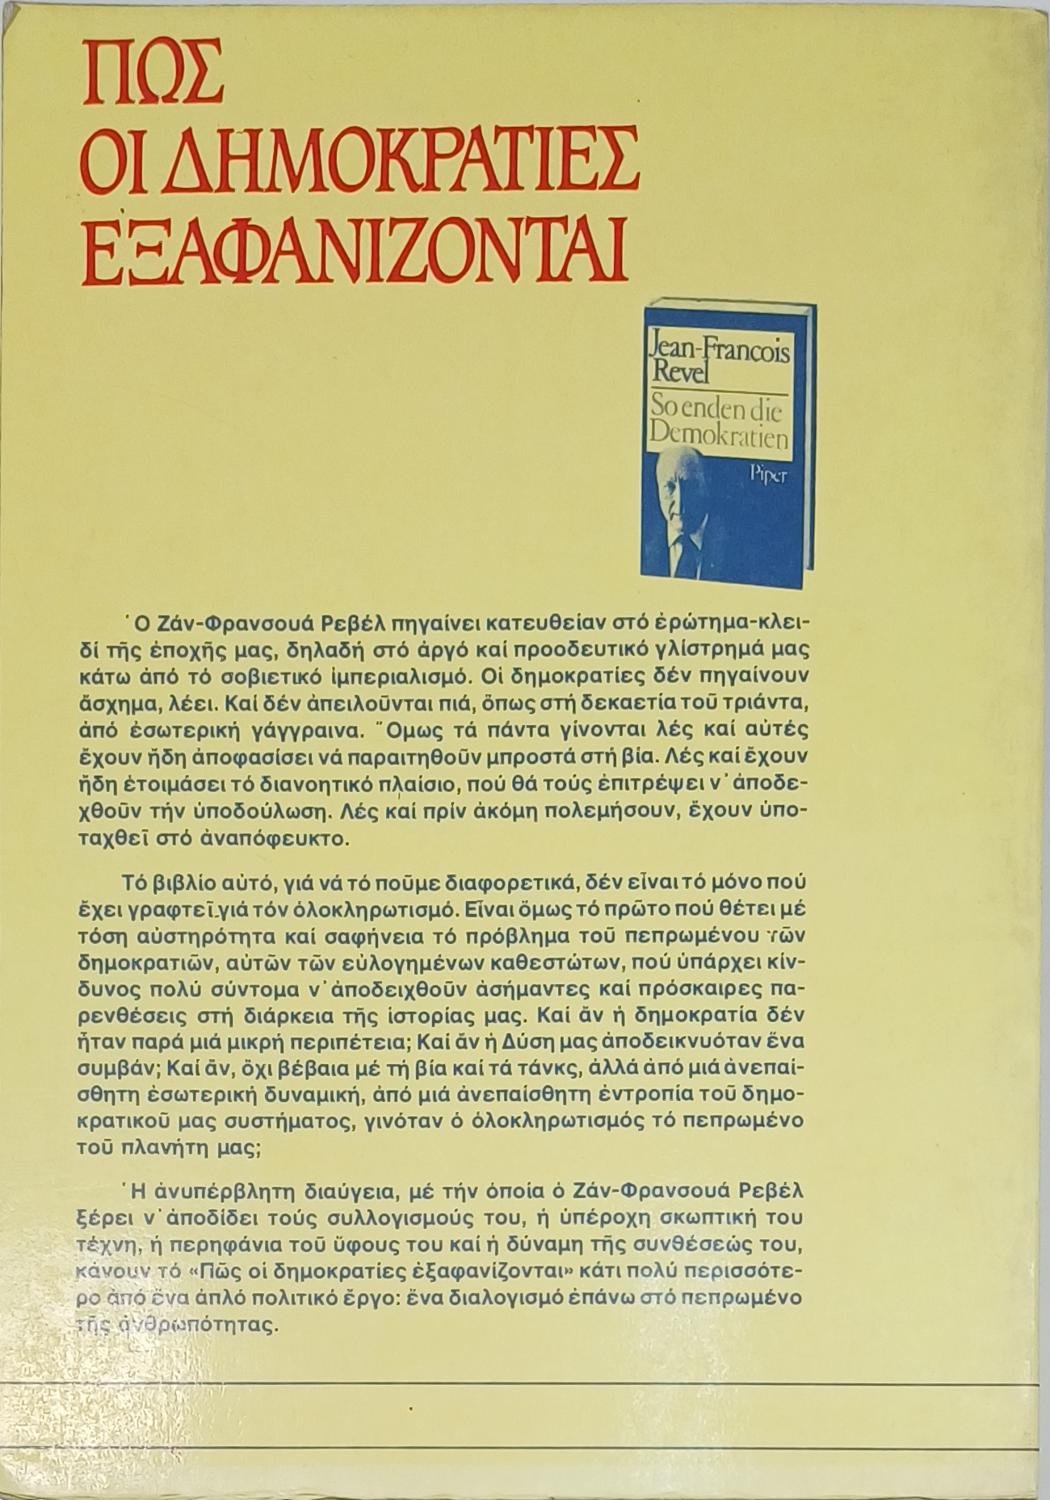 ΠΩΣ
ΟΙ ΔΗΜΟΚΡΑΤΙΕΣ
ΕΞΑΦΑΝΙΖΟΝΤΑΙ
Jean-Francois
Revel
So enden die
Demokratien
Piper
Ὁ Ζάν-Φρανσουά Ρεβέλ πηγαίνει κατευθείαν στό ἐρώτημα-κλει-
δί τῆς ἐποχῆς μας, δηλαδή στό ἀργό καί προοδευτικό γλίστρημά μας
κάτω ἀπό τό σοβιετικό ἰμπεριαλισμό. Οἱ δημοκρατίες δέν πηγαίνουν
ἄσχημα, λέει. Καί δέν ἀπειλοῦνται πιά, ὅπως στή δεκαετία τοῦ τριάντα,
ἀπό ἐσωτερική γάγγραινα. Ὅμως τά πάντα γίνονται λές καί αὐτές
ἔχουν ἤδη ἀποφασίσει νά παραιτηθοῦν μπροστά στή βία. Λές καί ἔχουν
ἤδη ἑτοιμάσει τό διανοητικό πλαίσιο, πού θά τούς ἐπιτρέψει ν᾿ ἀποδε-
χθοῦν τήν ὑποδούλωση. Λές καί πρίν ἀκόμη πολεμήσουν, ἔχουν ὑπο-
ταχθεῖ στό ἀναπόφευκτο.
Τό βιβλίο αὐτό, γιά νά τό ποῦμε διαφορετικά, δέν εἶναι τό μόνο πού
ἔχει γραφτεῖ γιά τόν ὁλοκληρωτισμό. Εἶναι ὅμως τό πρῶτο πού θέτει μέ
τόση αὐστηρότητα καί σαφήνεια τό πρόβλημα τοῦ πεπρωμένου τῶν
δημοκρατιῶν, αὐτῶν τῶν εὐλογημένων καθεστώτων, πού ὑπάρχει κίν-
δυνος πολύ σύντομα ν᾿ ἀποδειχθοῦν ἀσήμαντες καί πρόσκαιρες πα-
ρενθέσεις στή διάρκεια τῆς ἱστορίας μας. Καί ἄν ἡ δημοκρατία δέν
ἦταν παρά μιά μικρή περιπέτεια; Καί ἄν ἡ Δύση μας ἀποδεικνυόταν ἕνα
συμβάν; Καί ἄν, ὄχι βέβαια μέ τή βία καί τά τάνκς, ἀλλά ἀπό μιά ἀνεπαί-
σθητη ἐσωτερική δυναμική, ἀπό μιά ἀνεπαίσθητη ἐντροπία τοῦ δημο-
κρατικοῦ μας συστήματος, γινόταν ὁ ὁλοκληρωτισμός τό πεπρωμένο
τοῦ πλανήτη μας;
Ἡ ἀνυπέρβλητη διαύγεια, μέ τήν ὁποία ὁ Ζάν-Φρανσουά Ρεβέλ
ξέρει ν᾿ ἀποδίδει τούς συλλογισμούς του, ἡ ὑπέροχη σκωπτική του
τέχνη, ἡ περηφάνια τοῦ ὕφους του καί ἡ δύναμη τῆς συνθέσεώς του,
κάνουν τό «Πῶς οἱ δημοκρατίες ἐξαφανίζονται» κάτι πολύ περισσότε-
ρο ἀπό ἕνα ἁπλό πολιτικό ἔργο: ἕνα διαλογισμό ἐπάνω στό πεπρωμένο
τῆς ἀνθρωπότητας.